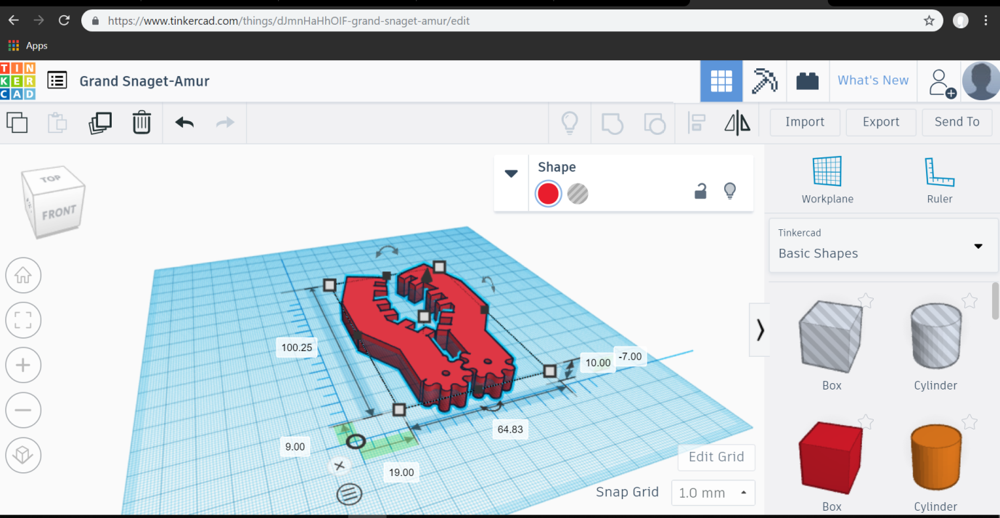 https://www.tinkercad.com/things/dJmnHaHhOIF-grand-snaget-amur/edit
Apps
TIN
KER
CAD
Grand Snaget-Amur
What's New
Import
Export
Send To
TOP
FRONT
Shape
Workplane
Ruler
Tinkercad
Basic Shapes
100.25
10.00
-7.00
64.83
9.00
19.00
Box
Cylinder
Edit Grid
Snap Grid
1.0 mm
Box
Cylinder